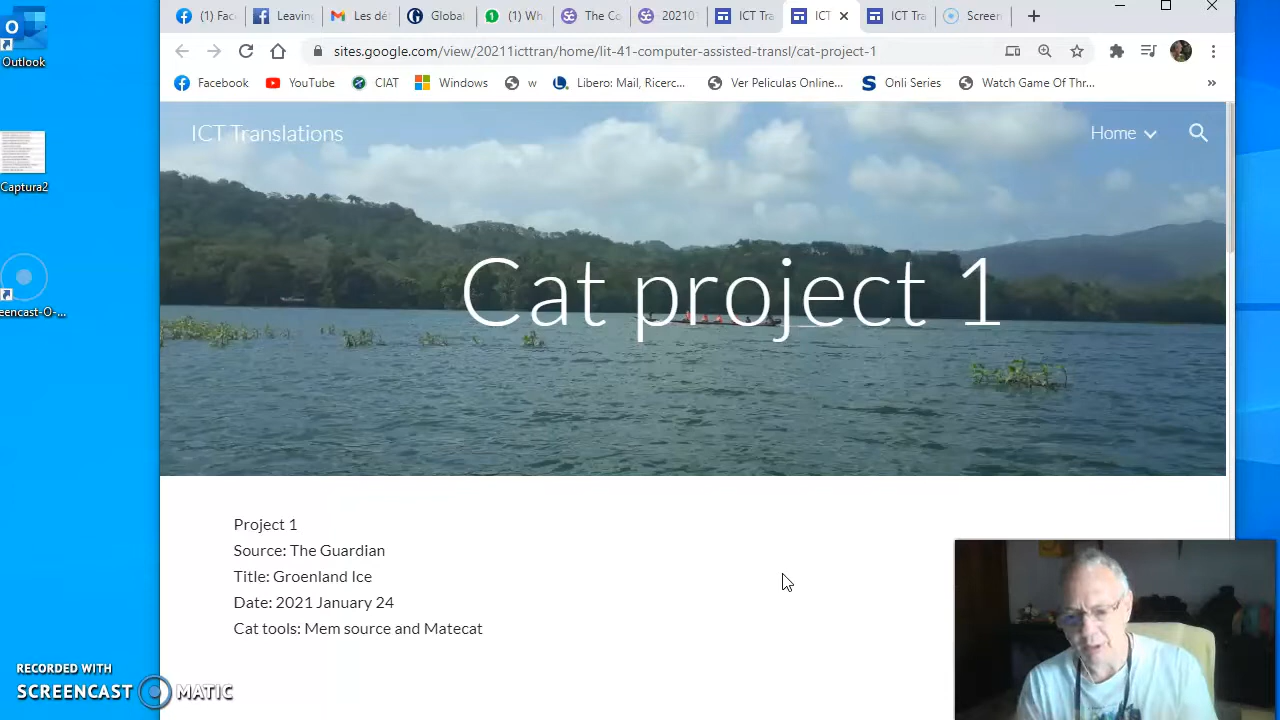 (1) Fac
Leaving
Les dé
Global
(1) Wh
The Co
20210
ICT Tra
ICT
ICT Tra
Screen
Outlook
sites.google.com/view/20211icttran/home/lit-41-computer-assisted-transl/cat-project-1
Facebook
YouTube
CIAT
Windows
w
Libero: Mail, Ricerc...
Ver Peliculas Online...
Onli Series
Watch Game Of Thr...
»
ICT Translations
Home
Captura2
Cat project 1
eencast-O-...
Project 1
Source: The Guardian
Title: Groenland Ice
Date: 2021 January 24
Cat tools: Mem source and Matecat
RECORDED WITH
SCREENCAST MATIC